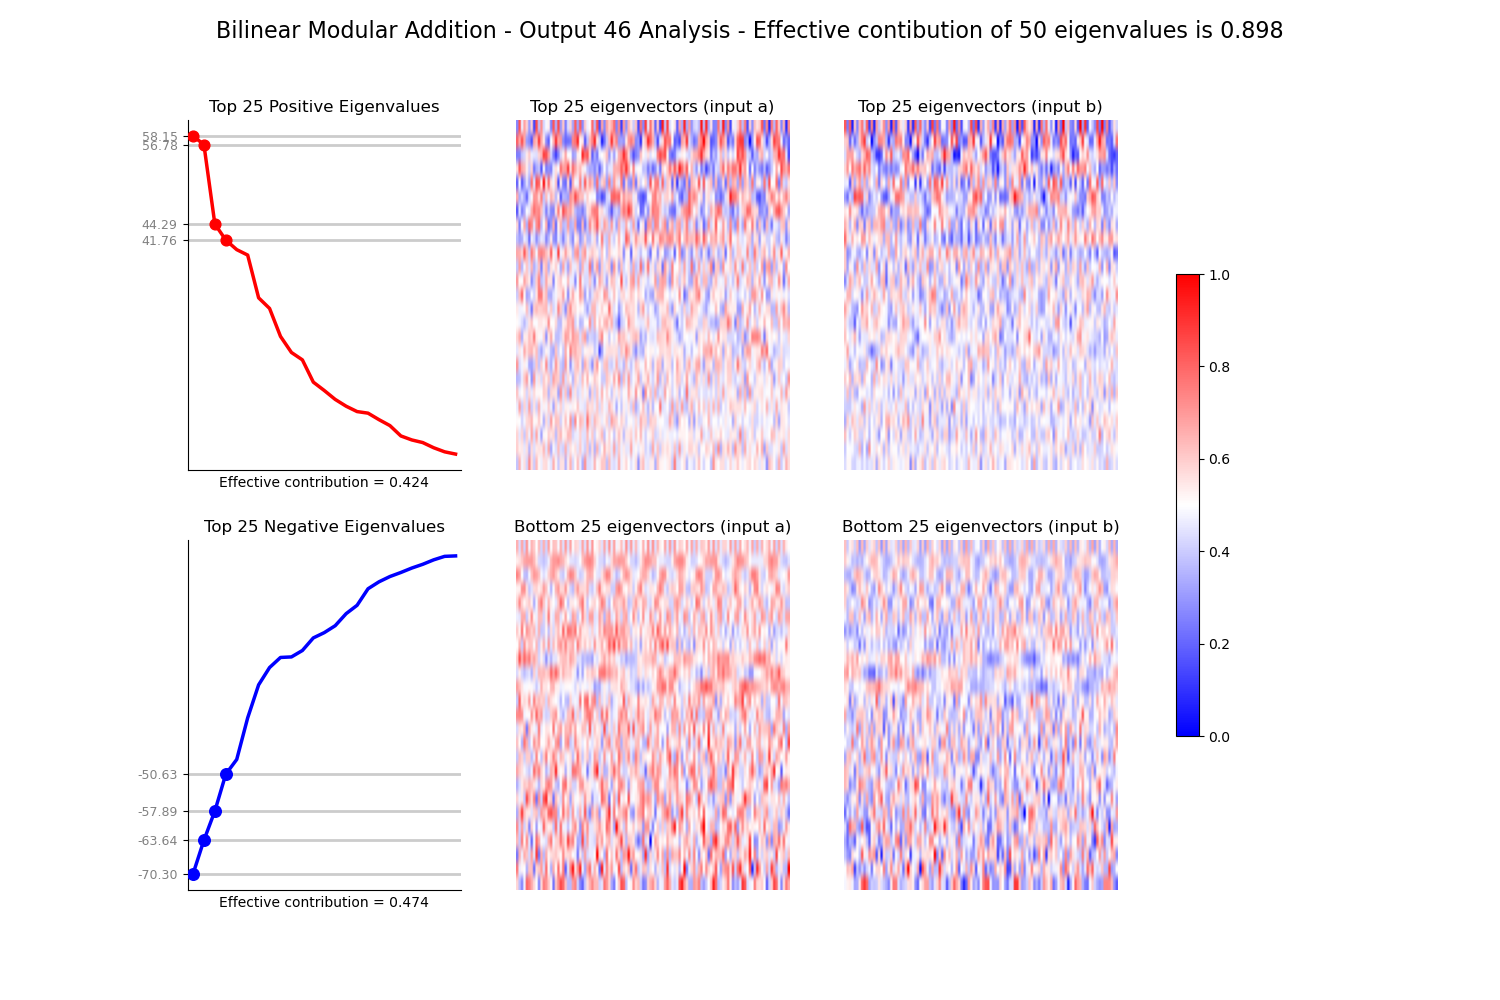 Bilinear Modular Addition - Output 46 Analysis - Effective contibution of 50 eigenvalues is 0.898
Top 25 Positive Eigenvalues
58.15
56.78
44.29
41.76
Effective contribution = 0.424
Top 25 eigenvectors (input a)
Top 25 eigenvectors (input b)
Top 25 Negative Eigenvalues
-50.63
-57.89
-63.64
-70.30
Effective contribution = 0.474
Bottom 25 eigenvectors (input a)
Bottom 25 eigenvectors (input b)
1.0
0.8
0.6
0.4
0.2
0.0